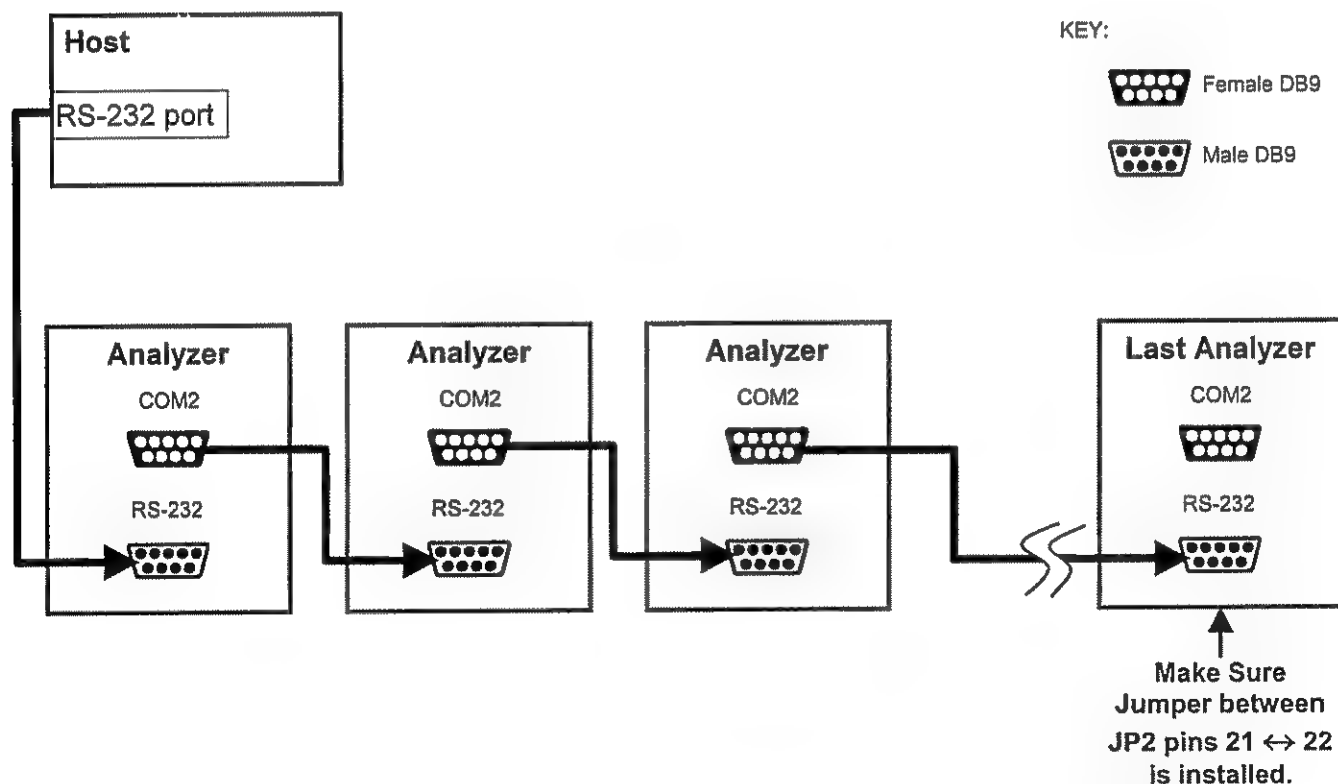 Host
RS-232 port
KEY:
Female DB9
Male DB9
Analyzer
COM2
RS-232
Analyzer
COM2
RS-232
Analyzer
COM2
RS-232
Last Analyzer
COM2
RS-232
Make Sure
Jumper between
JP2 pins 21 ↔ 22
is installed.